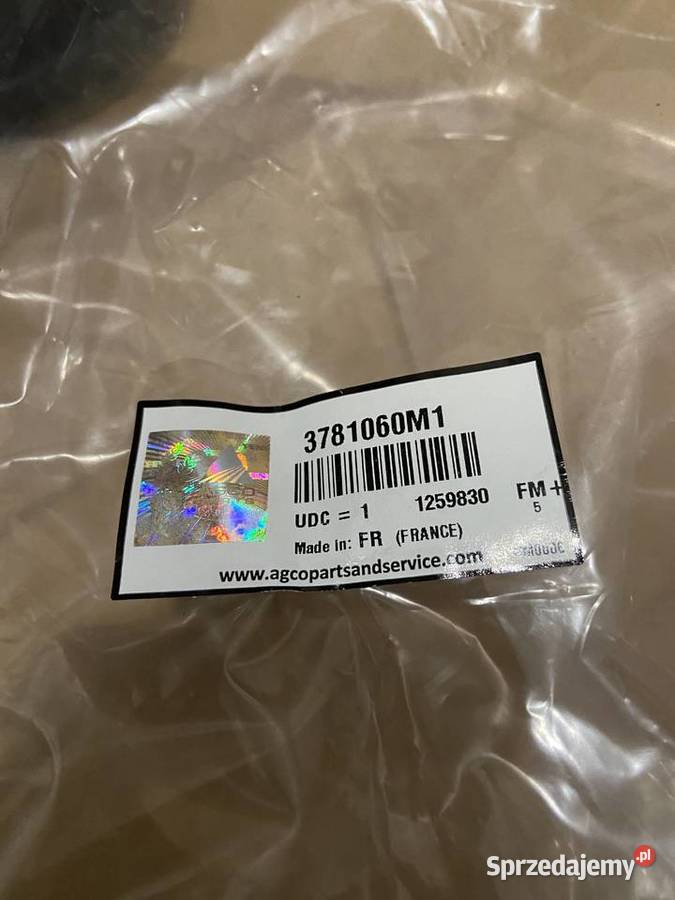 3781060M1
UDC = 1 1259830 FM+
5
Made in: FR (FRANCE)
www.agcopartsandservice.com
Sprzedajemy.pl